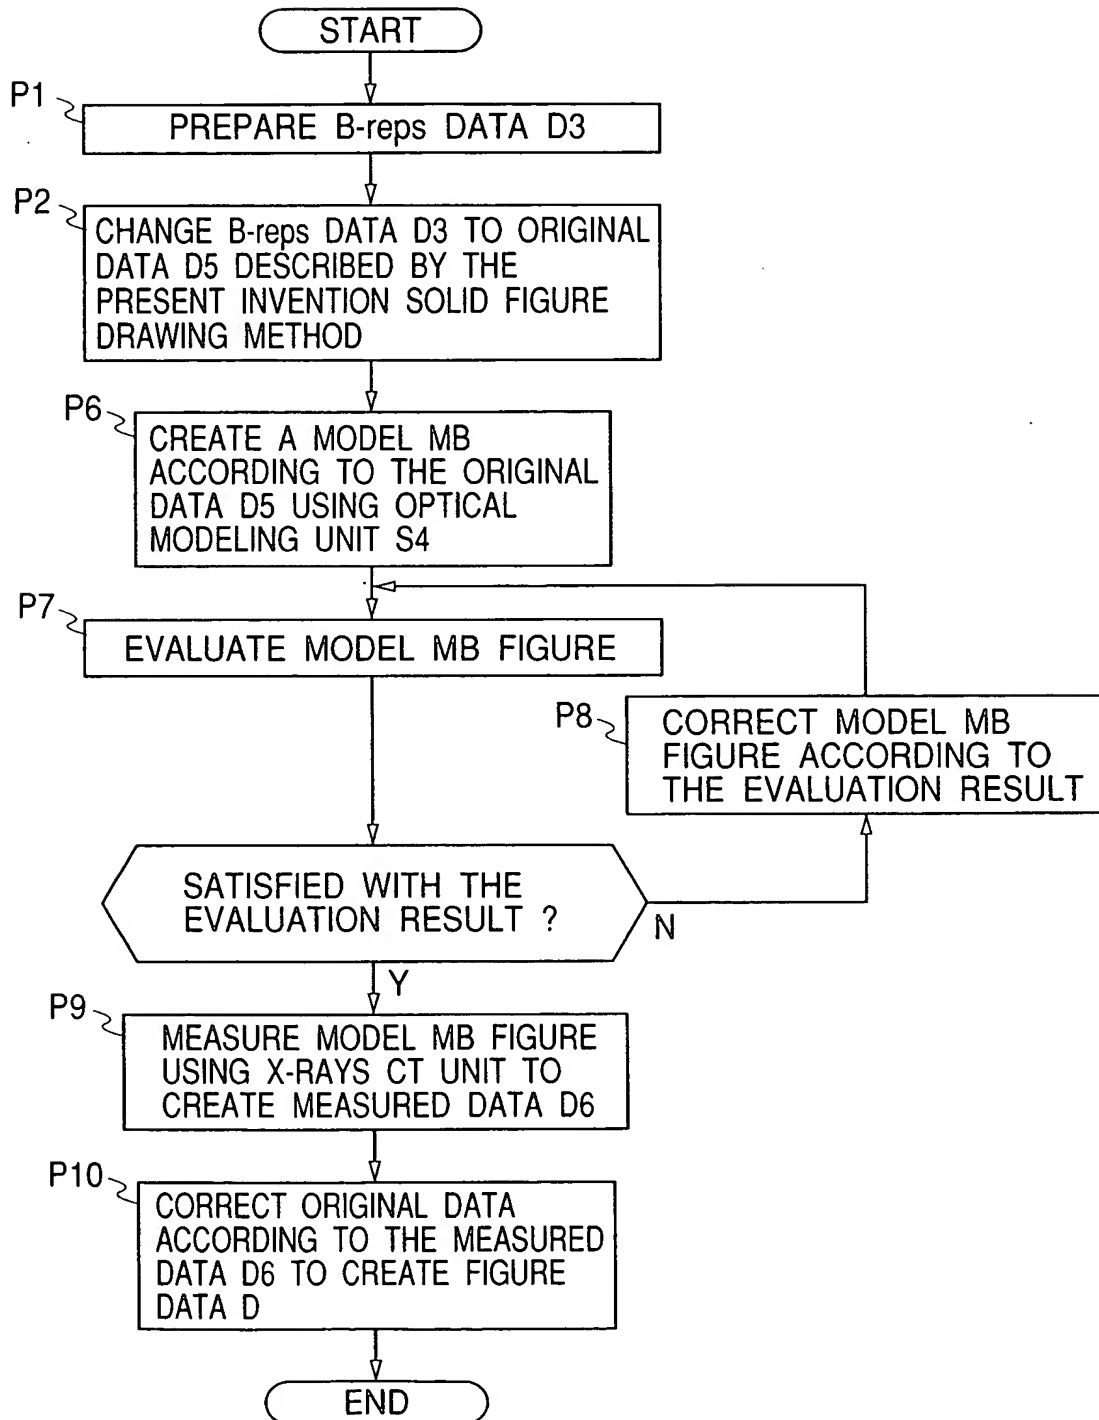 START
P1
PREPARE B-reps DATA D3
P2
CHANGE B-reps DATA D3 TO ORIGINAL
DATA D5 DESCRIBED BY THE
PRESENT INVENTION SOLID FIGURE
DRAWING METHOD
P6
CREATE A MODEL MB
ACCORDING TO THE ORIGINAL
DATA D5 USING OPTICAL
MODELING UNIT S4
P7
EVALUATE MODEL MB FIGURE
P8
CORRECT MODEL MB
FIGURE ACCORDING TO
THE EVALUATION RESULT
SATISFIED WITH THE
EVALUATION RESULT ?
N
Y
P9
MEASURE MODEL MB FIGURE
USING X-RAYS CT UNIT TO
CREATE MEASURED DATA D6
P10
CORRECT ORIGINAL DATA
ACCORDING TO THE MEASURED
DATA D6 TO CREATE FIGURE
DATA D
END